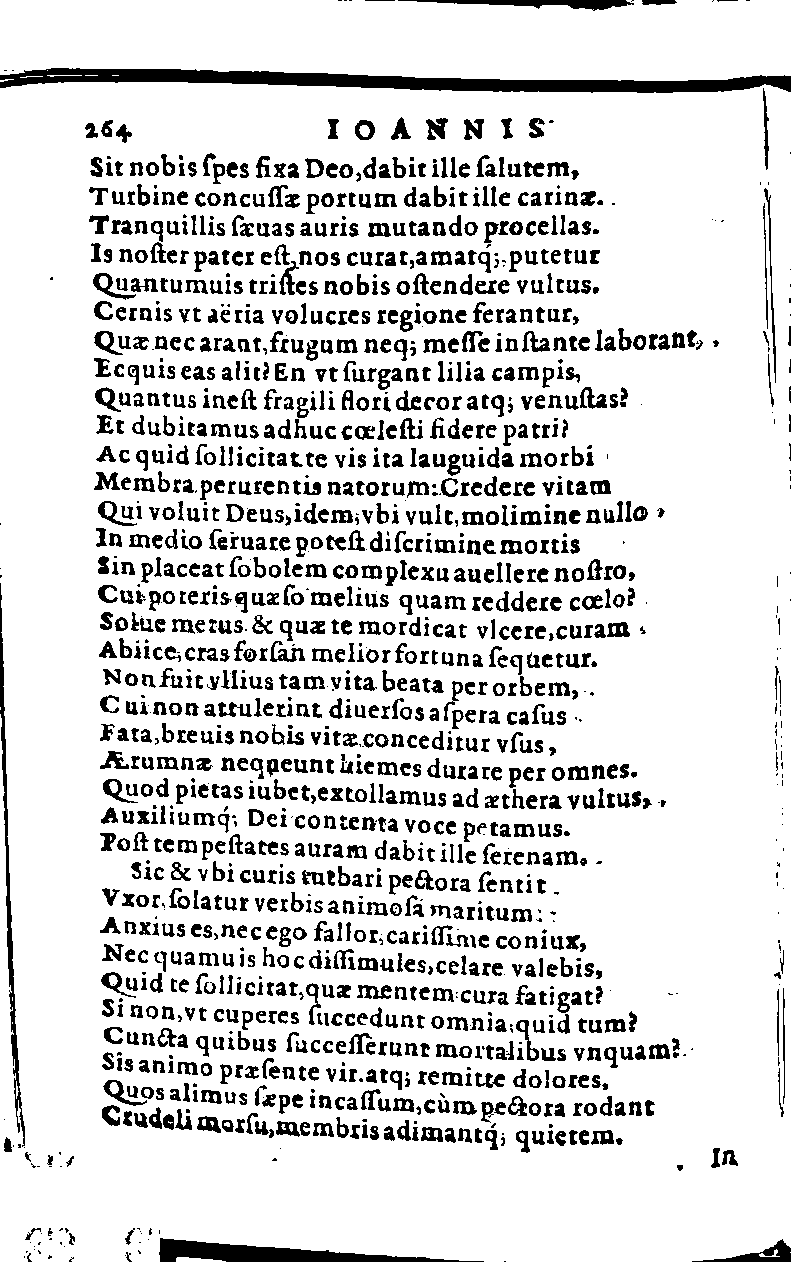 264 IOANNIS
Sit nobis ſpes fixa Deo, dabit ille ſalutem,
Turbine concuſſæ portum dabit ille carinæ.
Tranquillis ſæuas auris mutando procellas.
Is noſter pater eſt, nos curat, amatq́; putetur
Quantumuis triſtes nobis oſtendere vultus.
Cernis vt aëria volucres regione ferantur,
Quæ nec arant, frugum neq; meſſe inſtante laborant,
Ecquis eas alit? En vt ſurgant lilia campis,
Quantus ineſt fragili flori decor atq; venuſtas?
Et dubitamus adhuc cœleſti fidere patri?
Ac quid ſollicitat te vis ita lauguida morbi
Membra perurentis natorum: Credere vitam
Qui voluit Deus, idem, vbi vult, molimine nullo
In medio ſeruare poteſt diſcrimine mortis
Sin placeat ſobolem complexu auellere noſtro,
Cui poteris quæſo melius quam reddere cœlo?
Solue metus & quæ te mordicat vlcere, curam
Abiice, cras forſan melior fortuna ſequetur.
Non fuit yllius tam vita beata per orbem,
Cui non attulerint diuerſos aſpera caſus
Fata, breuis nobis vitæ conceditur vſus,
Ærumnæ nequeunt hiemes durare per omnes.
Quod pietas iubet, extollamus ad æthera vultus,
Auxiliumq́; Dei contenta voce petamus.
Poſt tempeſtates auram dabit ille ſerenam.
Sic & vbi curis turbari pectora ſentit
Vxor, ſolatur verbis animoſa maritum:
Anxius es, nec ego fallor, cariſſime coniux,
Nec quamuis hoc diſſimules, celare valebis,
Quid te ſollicitat, quæ mentem cura fatigat?
Si non, vt cuperes ſuccedunt omnia, quid tum?
Cuncta quibus ſucceſſerunt mortalibus vnquam?
Sis animo præſente vir atq; remitte dolores,
Quos alimus ſæpe incaſſum, cùm pectora rodant
Crudeli morſu, membris adimantq́; quietem.
In